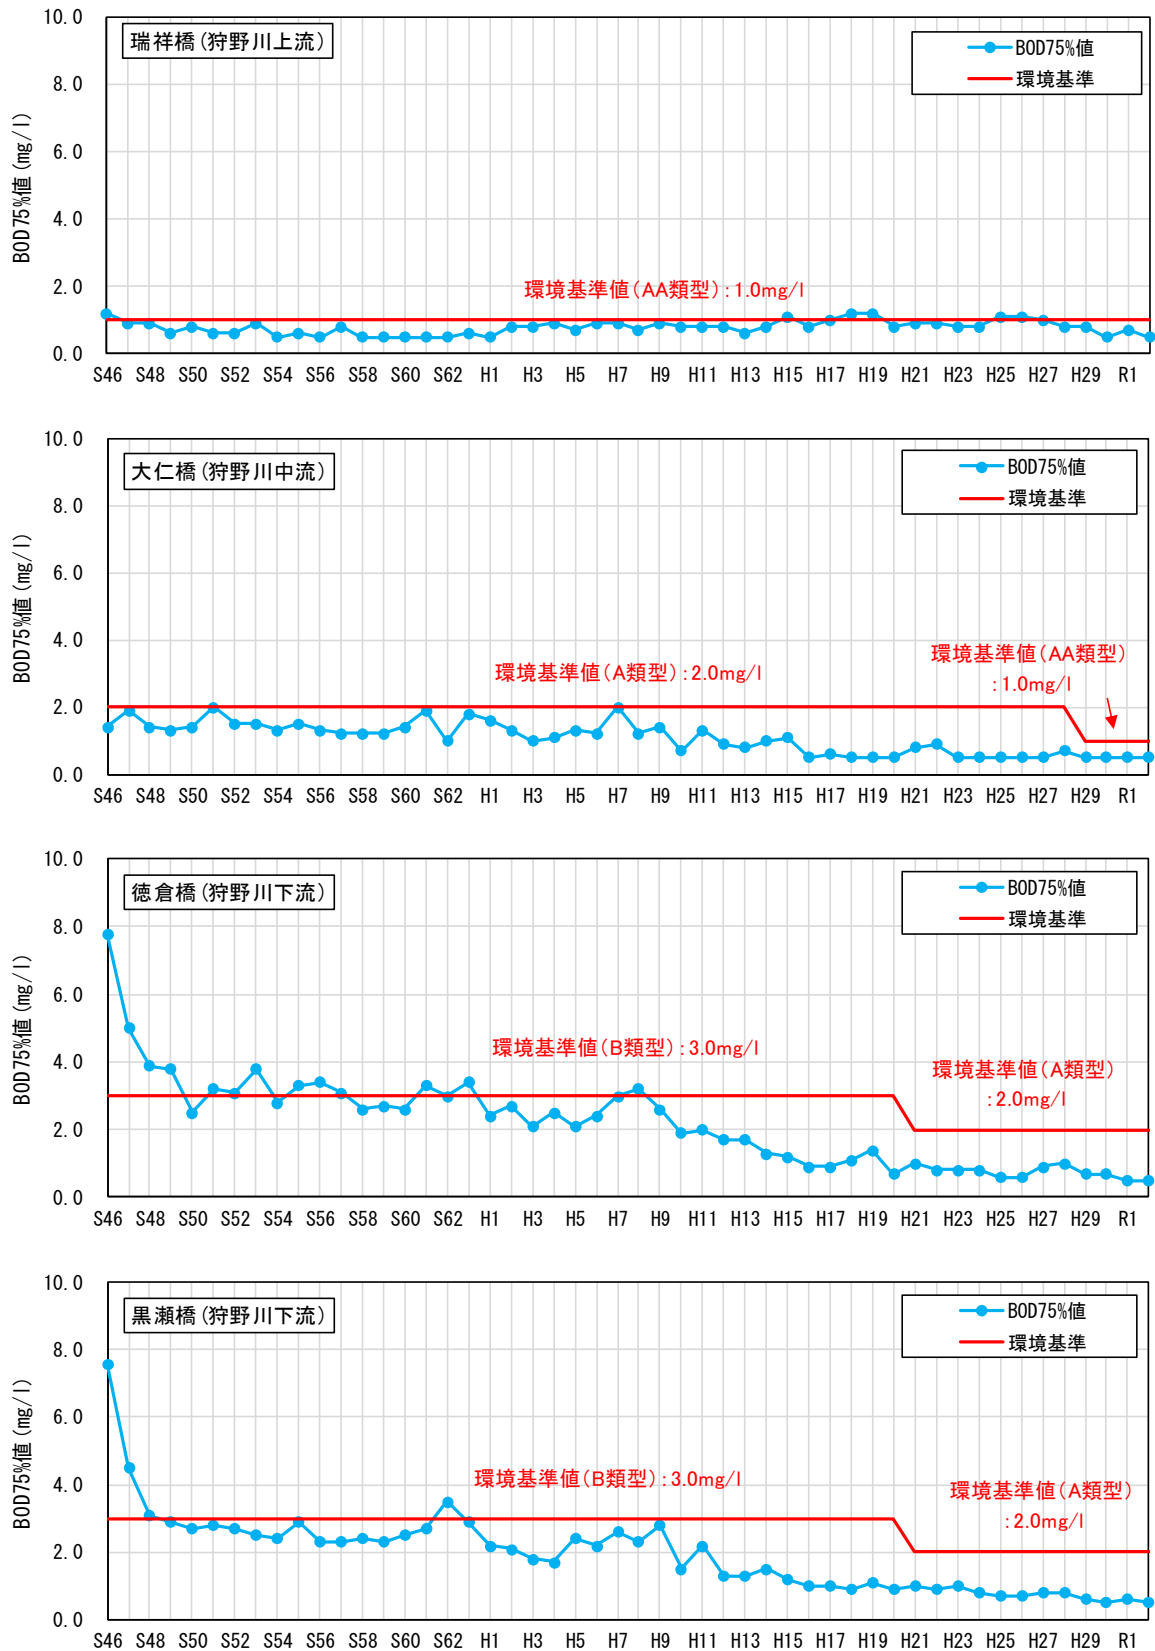 瑞祥橋(狩野川上流)
BOD75%値
環境基準
BOD75%値(mg/l)
10.0
8.0
6.0
4.0
2.0
0.0
環境基準値(AA類型):1.0mg/l
S46 S48 S50 S52 S54 S56 S58 S60 S62 H1 H3 H5 H7 H9 H11 H13 H15 H17 H19 H21 H23 H25 H27 H29 R1
大仁橋(狩野川中流)
BOD75%値
環境基準
BOD75%値(mg/l)
10.0
8.0
6.0
4.0
2.0
0.0
環境基準値(A類型):2.0mg/l
環境基準値(AA類型)
:1.0mg/l
S46 S48 S50 S52 S54 S56 S58 S60 S62 H1 H3 H5 H7 H9 H11 H13 H15 H17 H19 H21 H23 H25 H27 H29 R1
徳倉橋(狩野川下流)
BOD75%値
環境基準
BOD75%値(mg/l)
10.0
8.0
6.0
4.0
2.0
0.0
環境基準値(B類型):3.0mg/l
環境基準値(A類型)
:2.0mg/l
S46 S48 S50 S52 S54 S56 S58 S60 S62 H1 H3 H5 H7 H9 H11 H13 H15 H17 H19 H21 H23 H25 H27 H29 R1
黒瀬橋(狩野川下流)
BOD75%値
環境基準
BOD75%値(mg/l)
10.0
8.0
6.0
4.0
2.0
0.0
環境基準値(B類型):3.0mg/l
環境基準値(A類型)
:2.0mg/l
S46 S48 S50 S52 S54 S56 S58 S60 S62 H1 H3 H5 H7 H9 H11 H13 H15 H17 H19 H21 H23 H25 H27 H29 R1